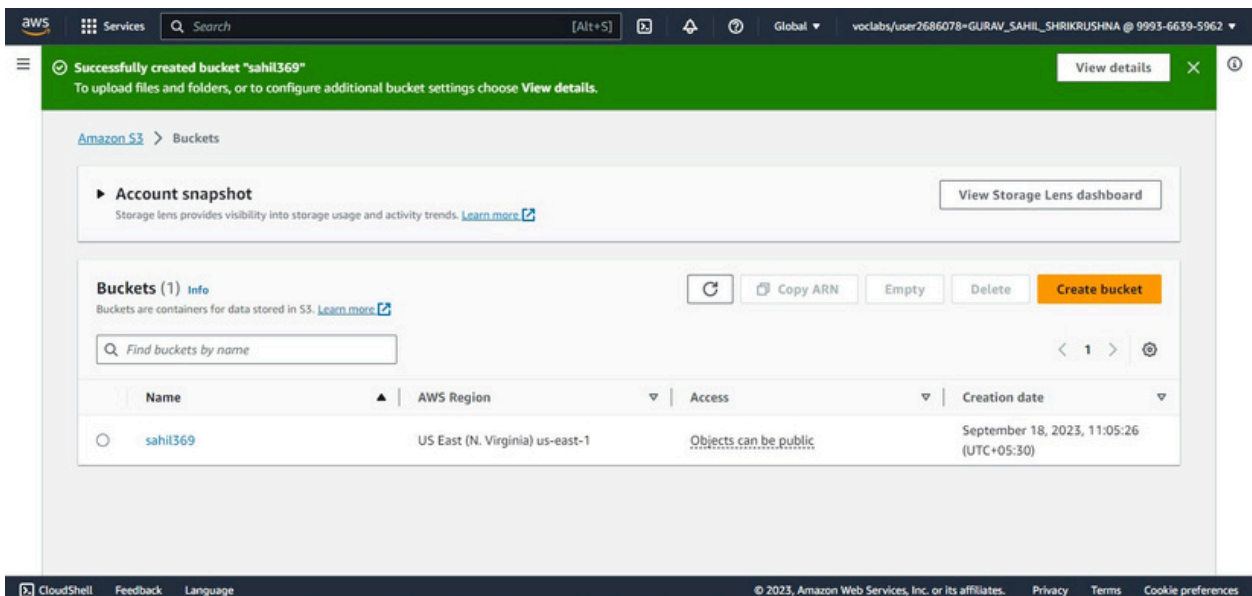 aws Services Search [Alt+S] Global voclabs/user2686078=GURAV_SAHIL_SHRIKRUSHNA @ 9993-6639-5962
Successfully created bucket "sahil369"
To upload files and folders, or to configure additional bucket settings choose View details.
View details
Amazon S3 > Buckets
Account snapshot
Storage lens provides visibility into storage usage and activity trends. Learn more
View Storage Lens dashboard
Buckets (1) Info
Buckets are containers for data stored in S3. Learn more
Copy ARN Empty Delete Create bucket
Find buckets by name
< 1 >
Name AWS Region Access Creation date
sahil369 US East (N. Virginia) us-east-1 Objects can be public September 18, 2023, 11:05:26
(UTC+05:30)
CloudShell Feedback Language © 2023, Amazon Web Services, Inc. or its affiliates. Privacy Terms Cookie preferences